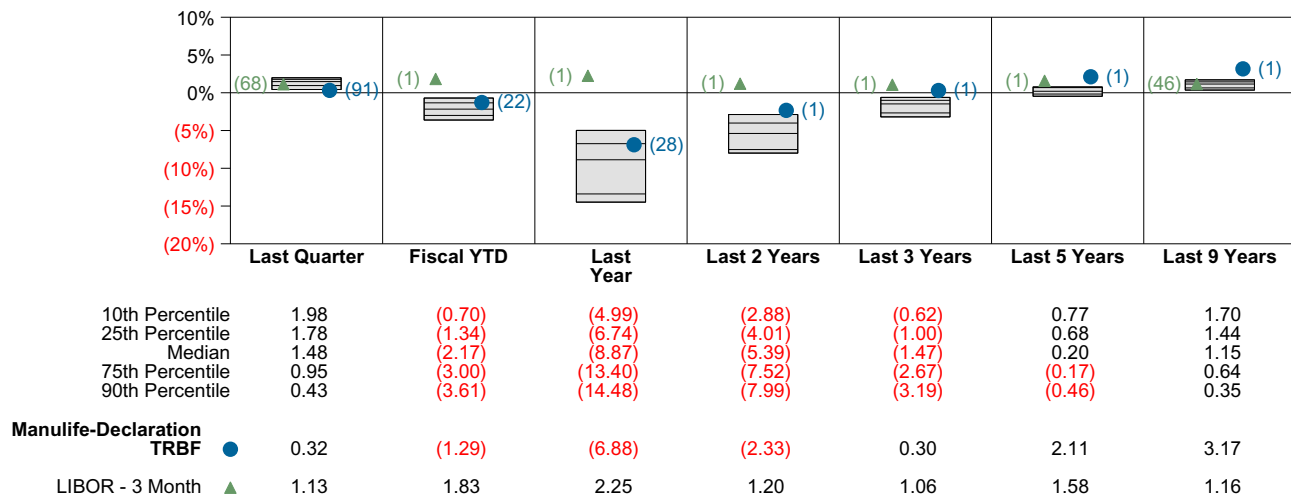 10%
5%
0%
(5%)
(10%)
(15%)
(20%)
(68) (91) (1) (22) (1) (28) (1) (1) (1) (1) (1) (1) (46) (1)
Last Quarter Fiscal YTD Last Year Last 2 Years Last 3 Years Last 5 Years Last 9 Years
10th Percentile 1.98 (0.70) (4.99) (2.88) (0.62) 0.77 1.70
25th Percentile 1.78 (1.34) (6.74) (4.01) (1.00) 0.68 1.44
Median 1.48 (2.17) (8.87) (5.39) (1.47) 0.20 1.15
75th Percentile 0.95 (3.00) (13.40) (7.52) (2.67) (0.17) 0.64
90th Percentile 0.43 (3.61) (14.48) (7.99) (3.19) (0.46) 0.35
Manulife-Declaration
TRBF 0.32 (1.29) (6.88) (2.33) 0.30 2.11 3.17
LIBOR - 3 Month 1.13 1.83 2.25 1.20 1.06 1.58 1.16